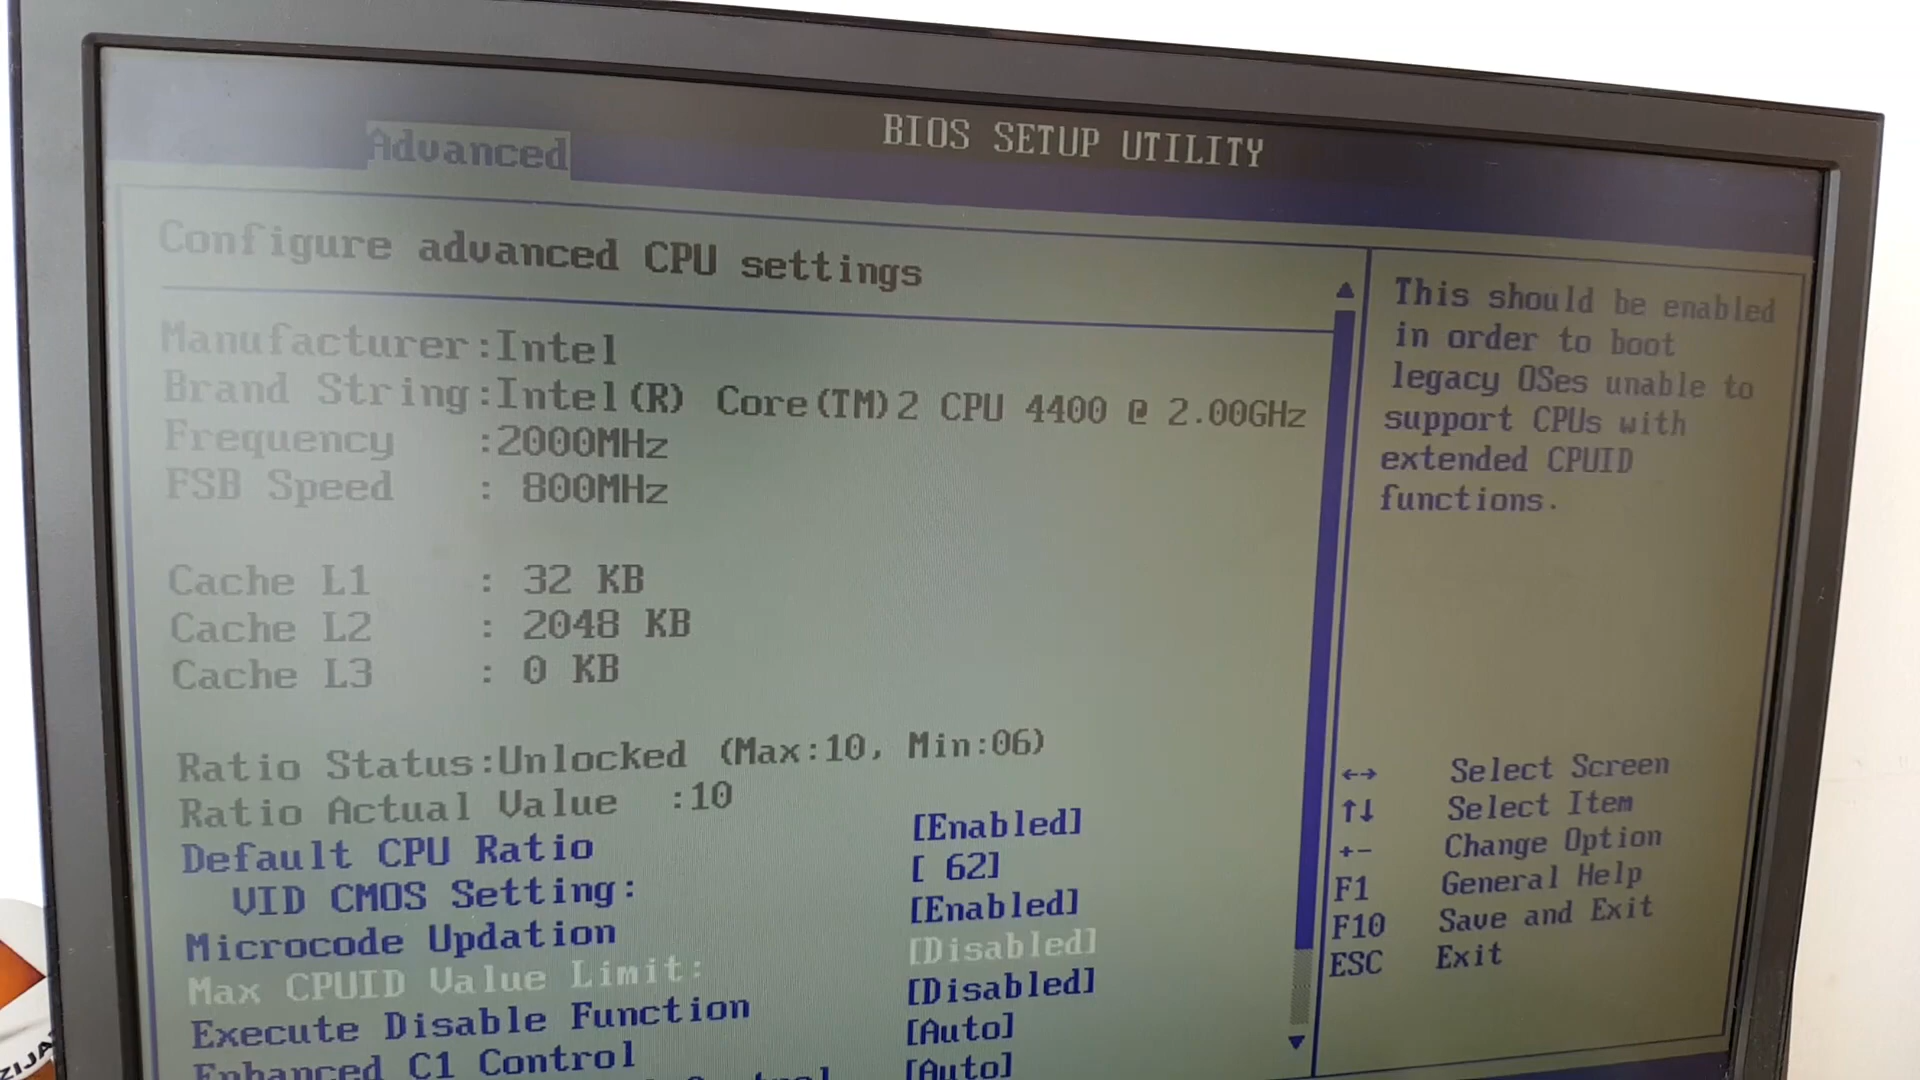 BIOS SETUP UTILITY
Advanced
Configure advanced CPU settings
Manufacturer:Intel
Brand String:Intel(R) Core(TM)2 CPU 4400 @ 2.00GHz
Frequency :2000MHz
FSB Speed : 800MHz
Cache L1 : 32 KB
Cache L2 : 2048 KB
Cache L3 : 0 KB
Ratio Status:Unlocked (Max:10, Min:06)
Ratio Actual Value :10
Default CPU Ratio [Enabled]
VID CMOS Setting: [ 62]
Microcode Updation [Enabled]
Max CPUID Value Limit: [Disabled]
Execute Disable Function [Disabled]
Enhanced C1 Control [Auto]
[Auto]
This should be enabled
in order to boot
legacy OSes unable to
support CPUs with
extended CPUID
functions.
←→ Select Screen
↑↓ Select Item
+- Change Option
F1 General Help
F10 Save and Exit
ESC Exit